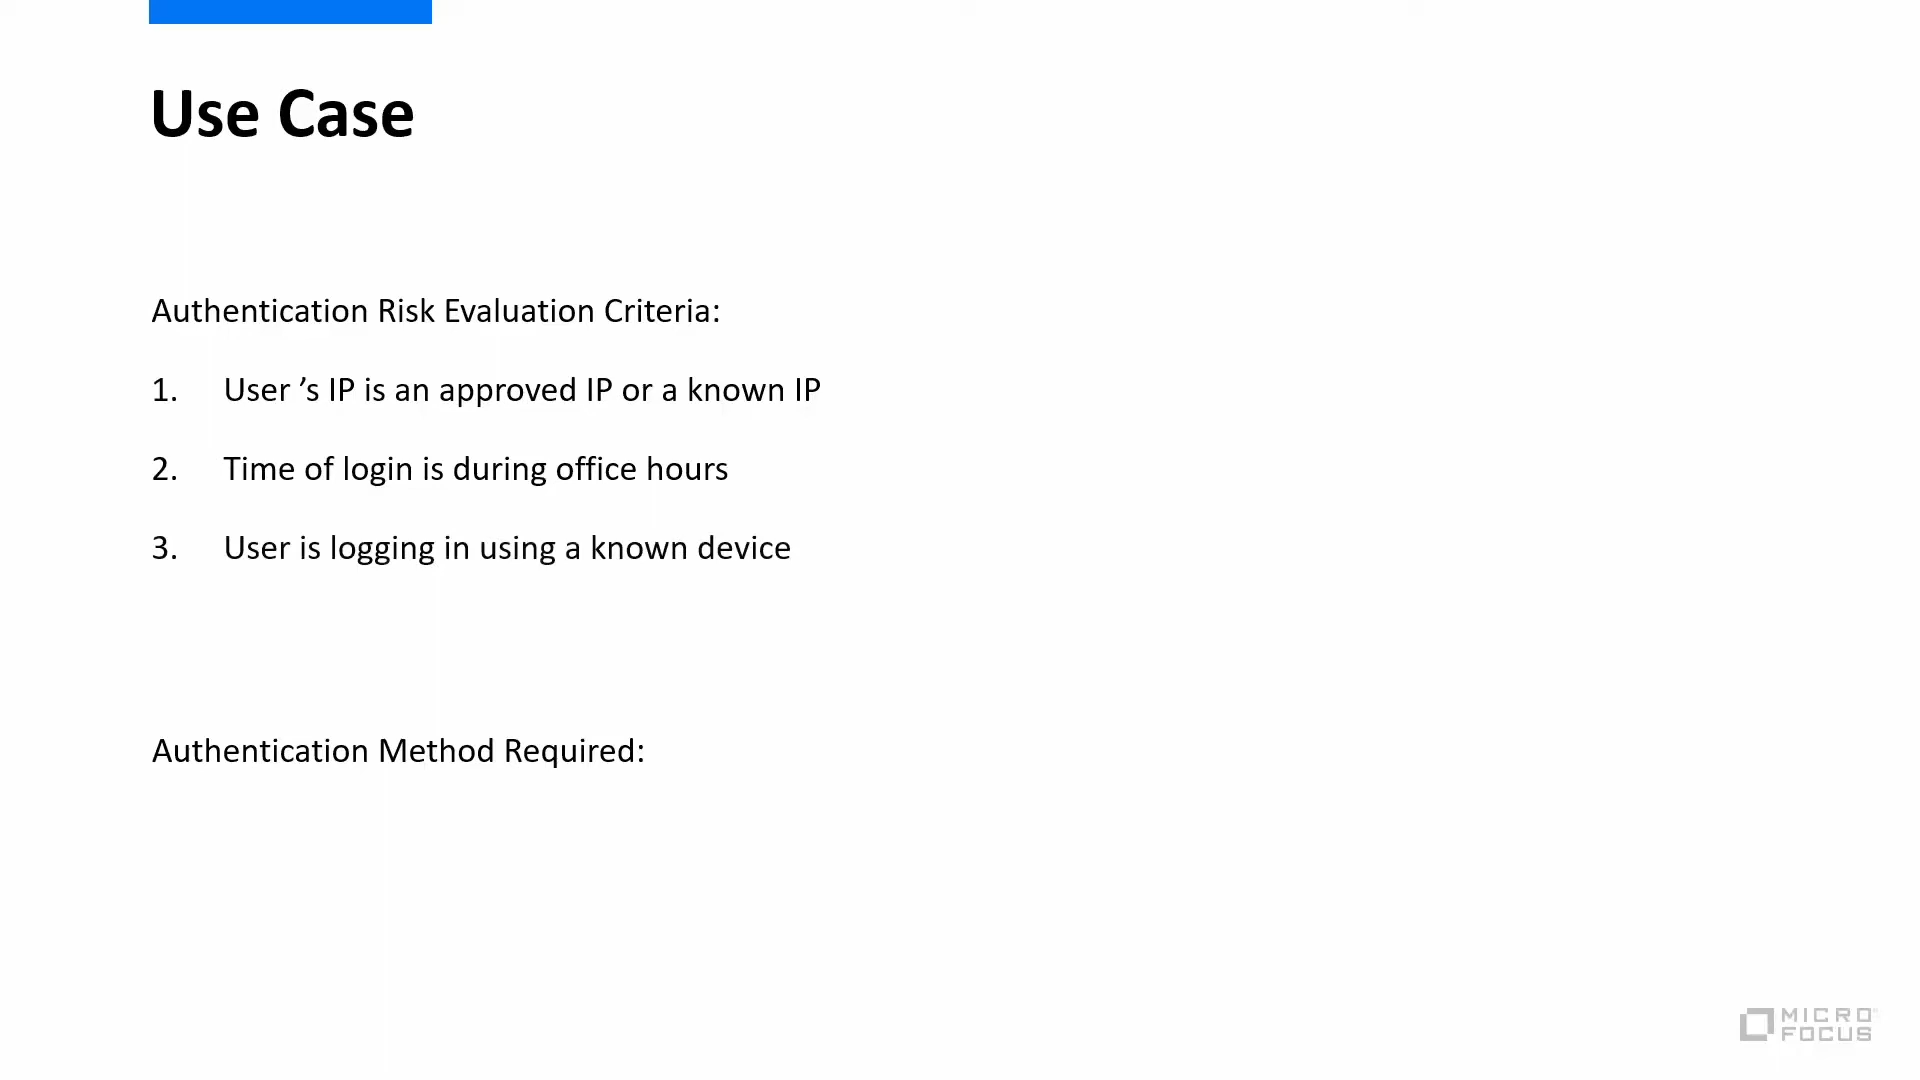 Use Case
Authentication Risk Evaluation Criteria:
1. User ’s IP is an approved IP or a known IP
2. Time of login is during office hours
3. User is logging in using a known device
Authentication Method Required:
MICRO
FOCUS